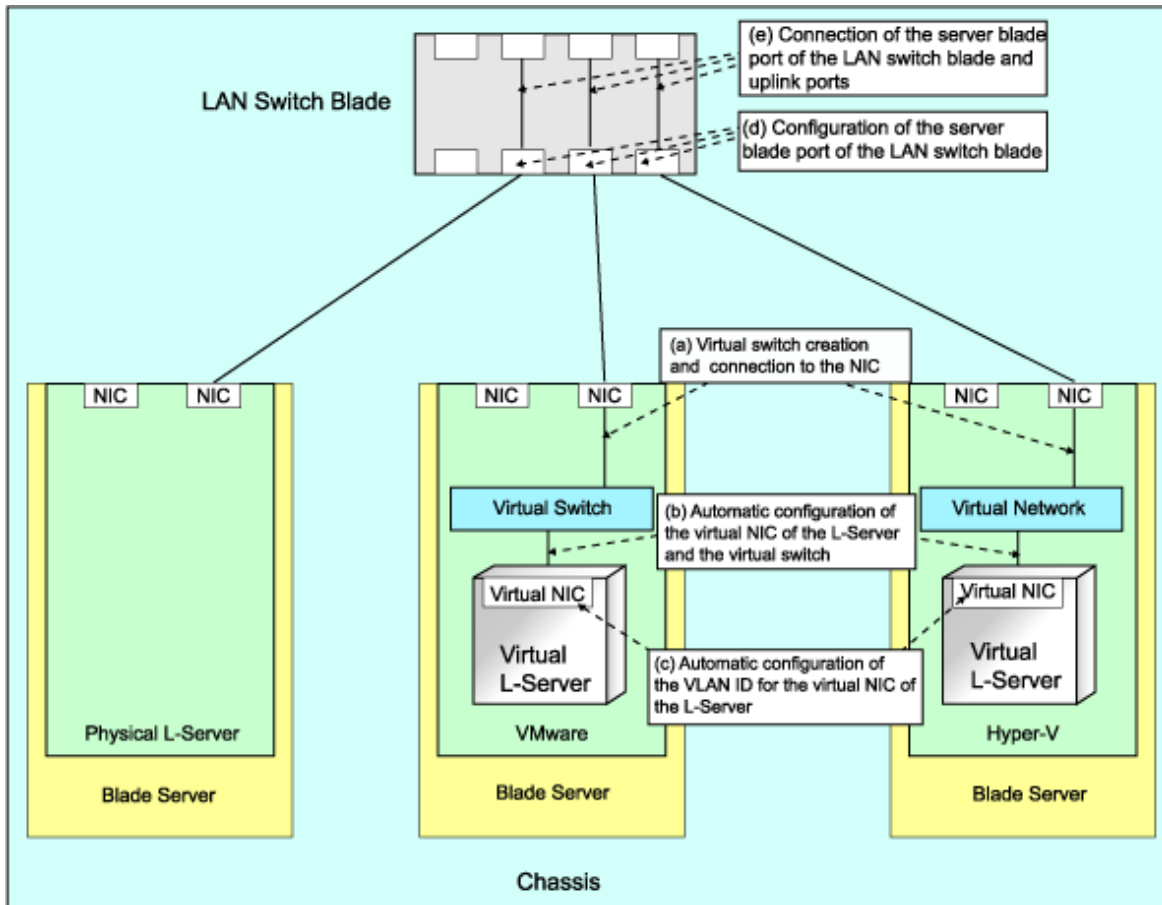 (e) Connection of the server blade
port of the LAN switch blade and
uplink ports
LAN Switch Blade
(d) Configuration of the server
blade port of the LAN switch blade
(a) Virtual switch creation
and connection to the NIC
NIC
NIC
NIC
NIC
NIC
NIC
Virtual Switch
(b) Automatic configuration of
the virtual NIC of the L-Server
and the virtual switch
Virtual Network
Virtual NIC
Virtual
L-Server
Virtual NIC
Virtual
L-Server
(c) Automatic configuration of
the VLAN ID for the virtual NIC of
the L-Server
Physical L-Server
VMware
Hyper-V
Blade Server
Blade Server
Blade Server
Chassis